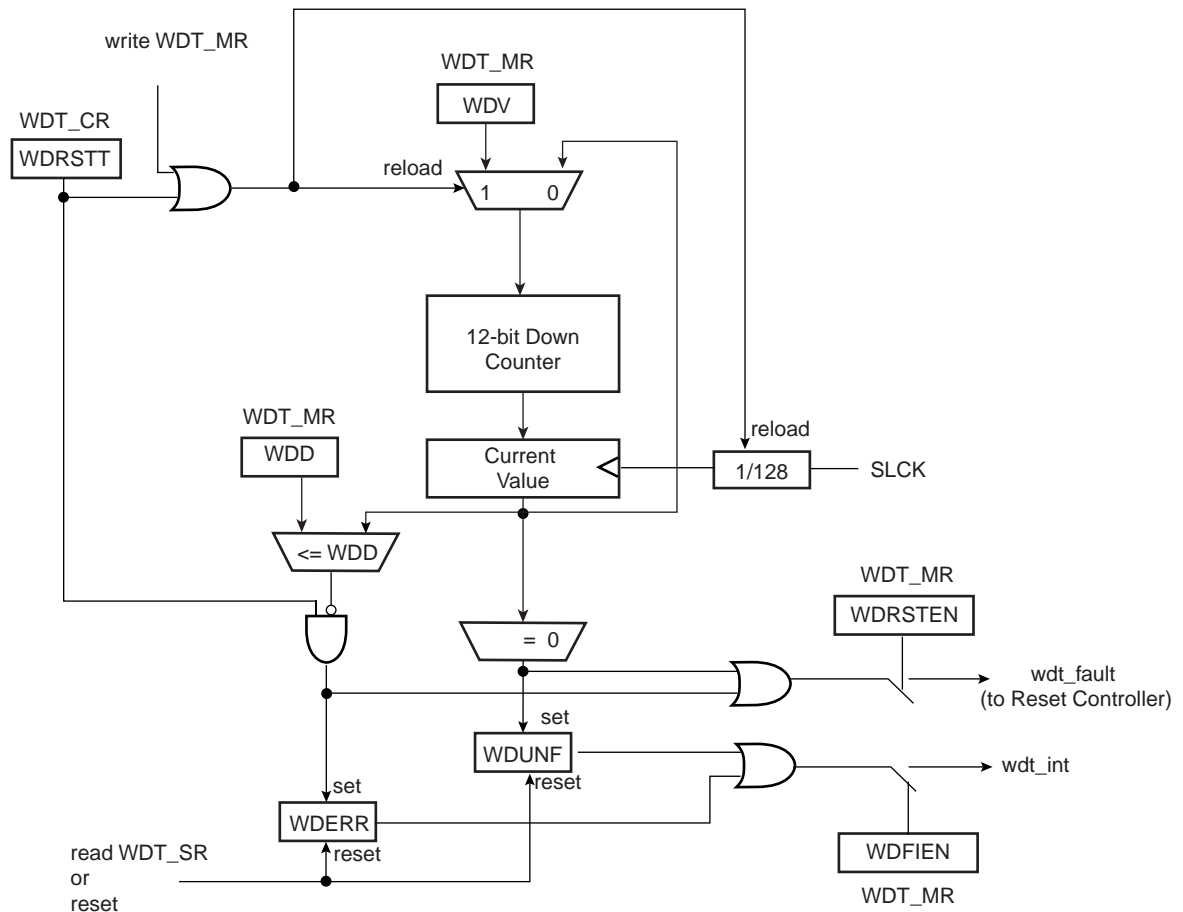 write WDT_MR
WDT_MR
WDV
WDT_CR
WDRSTT
reload
1 0
12-bit Down
Counter
WDT_MR
WDD
reload
Current
Value
1/128
SLCK
<= WDD
WDT_MR
WDRSTEN
= 0
wdt_fault
(to Reset Controller)
set
WDUNF
reset
wdt_int
set
WDERR
reset
WDFIEN
WDT_MR
read WDT_SR
or
reset